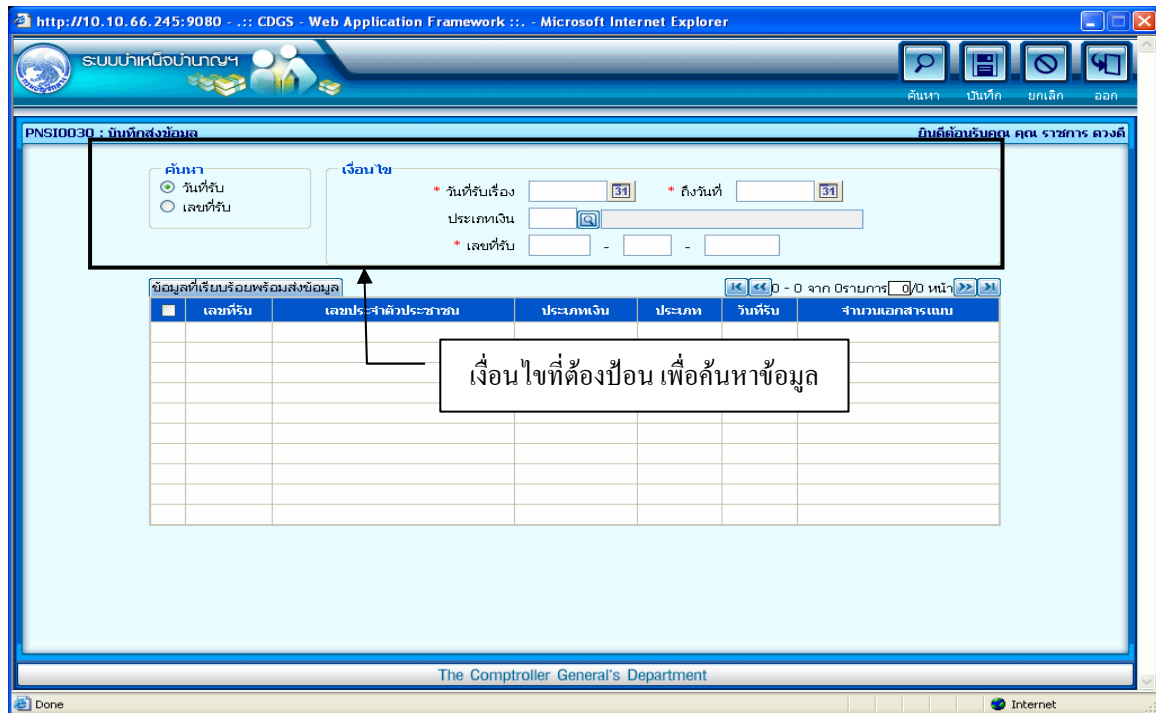 http://10.10.66.245:9080 - .:: CDGS - Web Application Framework ::. - Microsoft Internet Explorer
ระบบบำเหน็จบำนาญฯ
ค้นหา บันทึก ยกเลิก ออก
PNSI0030 : บันทึกส่งข้อมูล ยินดีต้อนรับคุณ คุณ ราชการ ดวงดี
ค้นหา เงื่อนไข
วันที่รับ * วันที่รับเรื่อง 31 * ถึงวันที่ 31
เลขที่รับ ประเภทเงิน
* เลขที่รับ - -
ข้อมูลที่เรียบร้อยพร้อมส่งข้อมูล 0 - 0 จาก 0รายการ 0/0 หน้า
เลขที่รับ เลขประจำตัวประชาชน ประเภทเงิน ประเภท วันที่รับ จำนวนเอกสารแนบ
เงื่อนไขที่ต้องป้อน เพื่อค้นหาข้อมูล
The Comptroller General's Department
Done Internet